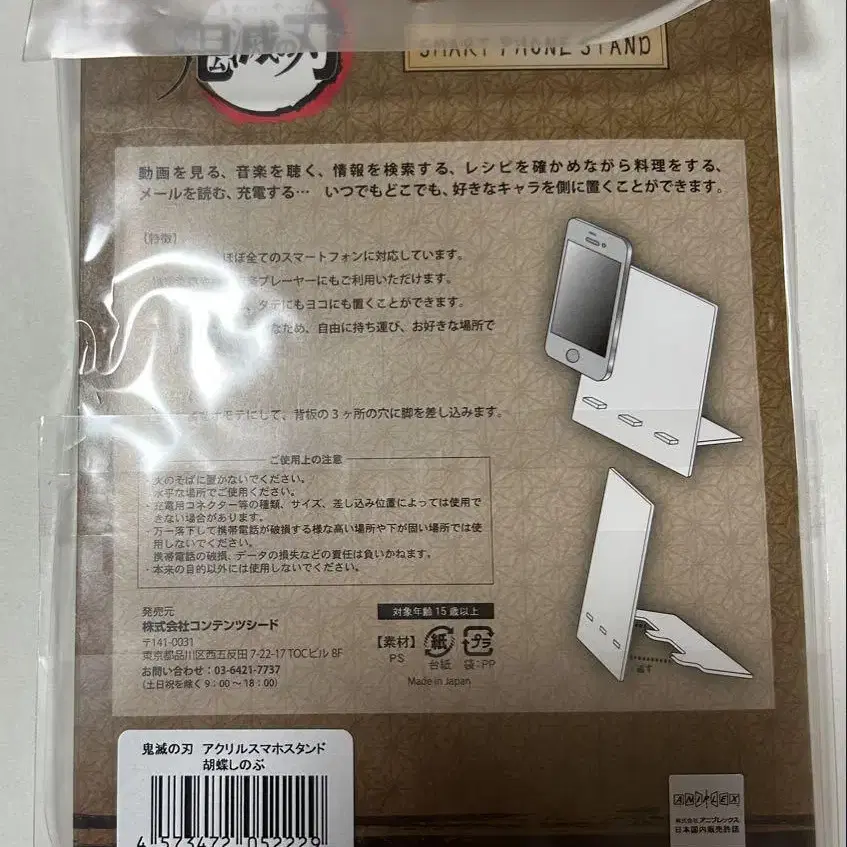 鬼滅の刃
SMART PHONE STAND
動画を見る、音楽を聴く、情報を検索する、レシピを確かめながら料理をする、
メールを読む、充電する… いつでもどこでも、好きなキャラを側に置くことができます。
【特徴】
ほぼ全てのスマートフォンに対応しています。
プレーヤーにもご利用いただけます。
タテにもヨコにも置くことができます。
なため、自由に持ち運び、お好きな場所で
オモテにして、背板の3ヶ所の穴に脚を差し込みます。
ご使用上の注意
・火のそばに置かないでください。
・水平な場所でご使用ください。
・充電用コネクター等の種類、サイズ、差し込み位置によっては使用で
きない場合があります。
・万一落下して携帯電話が破損する様な高い場所や下が固い場所では使
用しないでください。
携帯電話の破損、データの損失などの責任は負いかねます。
・本来の目的以外には使用しないでください。
発売元
株式会社コンテンツシード
〒141-0031
東京都品川区西五反田 7-22-17 TOCビル 8F
お問い合わせ：03-6421-7737
（土日祝を除く 9：00 〜 18：00）
対象年齢 15 歳以上
【素材】 紙 プラ
PS 台紙 袋：PP
Made in Japan
鬼滅の刃 アクリルスマホスタンド
胡蝶しのぶ
4 573472 052229
ANIPLEX
株式会社アニプレックス
日本国内販売許諾